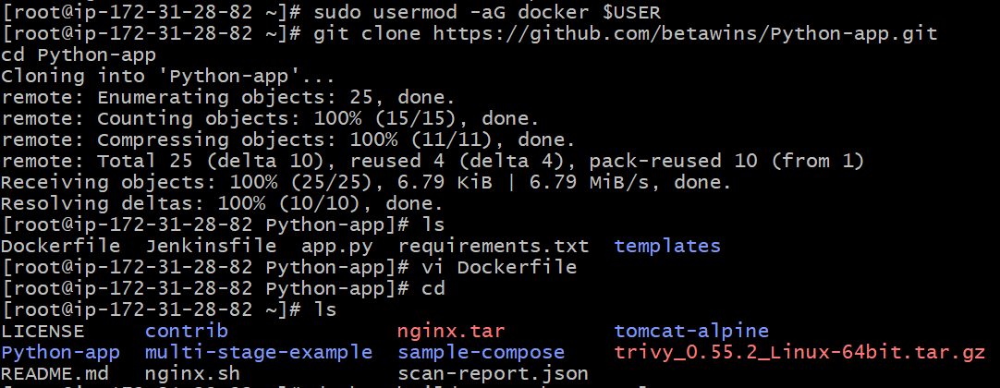 [root@ip-172-31-28-82 ~]# sudo usermod -aG docker $USER
[root@ip-172-31-28-82 ~]# git clone https://github.com/betawins/Python-app.git
cd Python-app
Cloning into 'Python-app'...
remote: Enumerating objects: 25, done.
remote: Counting objects: 100% (15/15), done.
remote: Compressing objects: 100% (11/11), done.
remote: Total 25 (delta 10), reused 4 (delta 4), pack-reused 10 (from 1)
Receiving objects: 100% (25/25), 6.79 KiB | 6.79 MiB/s, done.
Resolving deltas: 100% (10/10), done.
[root@ip-172-31-28-82 Python-app]# ls
Dockerfile  Jenkinsfile  app.py  requirements.txt  templates
[root@ip-172-31-28-82 Python-app]# vi Dockerfile
[root@ip-172-31-28-82 Python-app]# cd
[root@ip-172-31-28-82 ~]# ls
LICENSE     contrib              nginx.tar         tomcat-alpine
Python-app  multi-stage-example  sample-compose    trivy_0.55.2_Linux-64bit.tar.gz
README.md   nginx.sh             scan-report.json